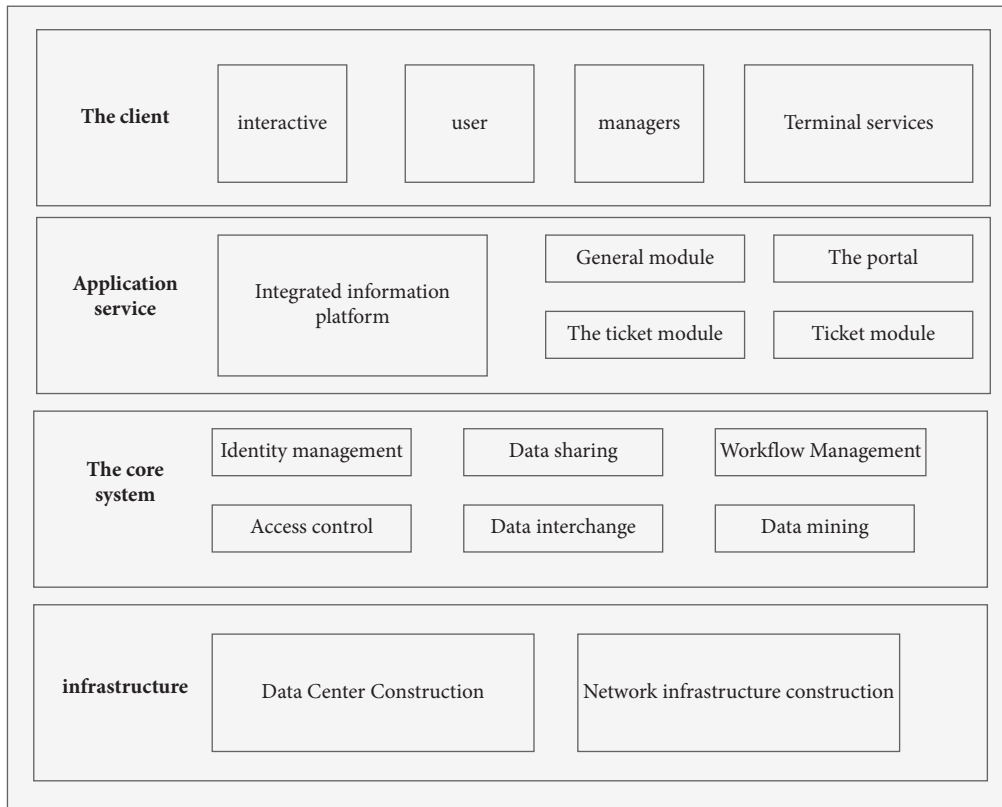 The client
interactive
user
managers
Terminal services
Application
service
Integrated information
platform
General module
The portal
The ticket module
Ticket module
The core
system
Identity management
Data sharing
Workflow Management
Access control
Data interchange
Data mining
infrastructure
Data Center Construction
Network infrastructure construction